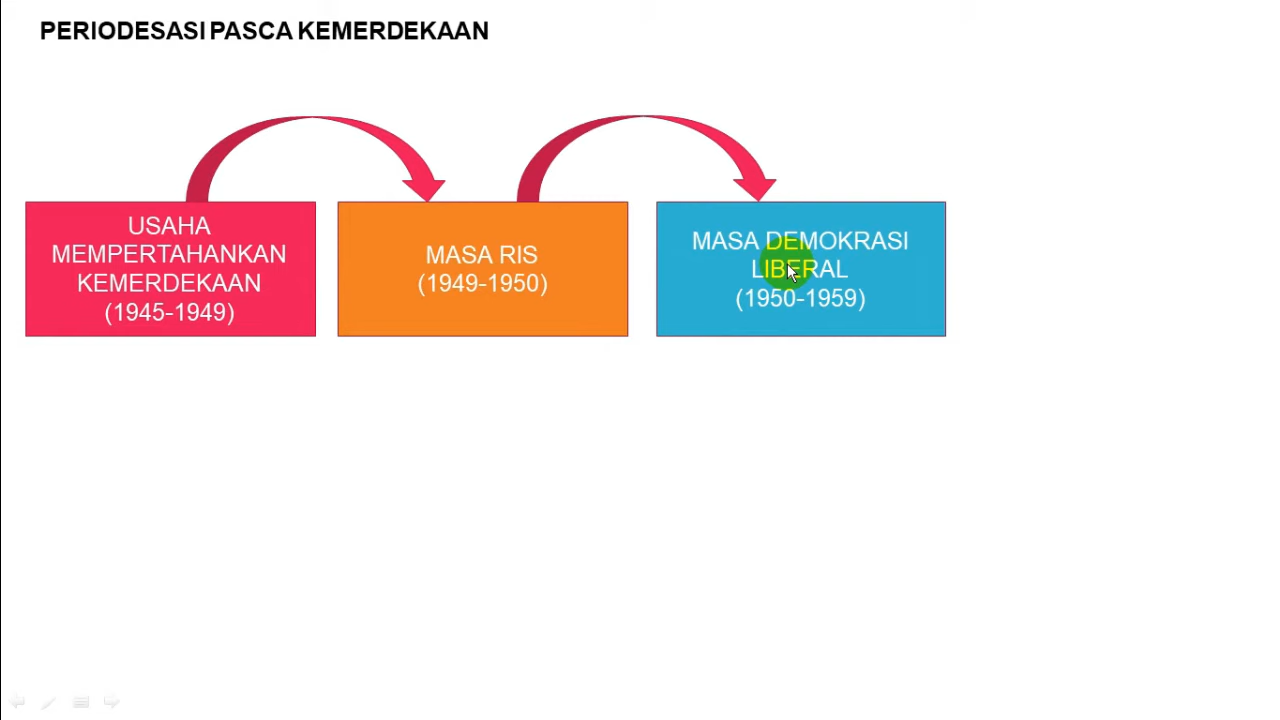 PERIODESASI PASCA KEMERDEKAAN
USAHA
MEMPERTAHANKAN
KEMERDEKAAN
(1945-1949)
MASA RIS
(1949-1950)
MASA DEMOKRASI
LIBERAL
(1950-1959)